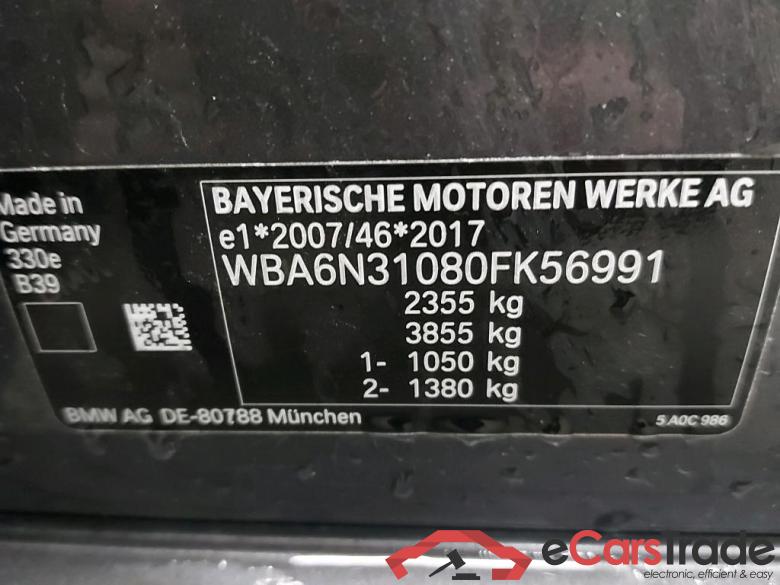 Made in
Germany
330e
B39
BAYERISCHE MOTOREN WERKE AG
e1*2007/46*2017
WBA6N31080FK56991
2355 kg
3855 kg
1- 1050 kg
2- 1380 kg
BMW AG DE-80788 München
5 A0C 986
eCarsTrade
electronic, efficient & easy